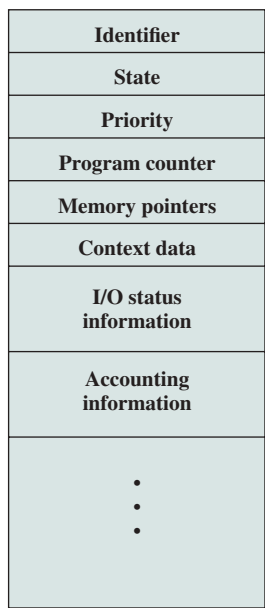 Identifier
State
Priority
Program counter
Memory pointers
Context data
I/O status
information
Accounting
information
•
•
•